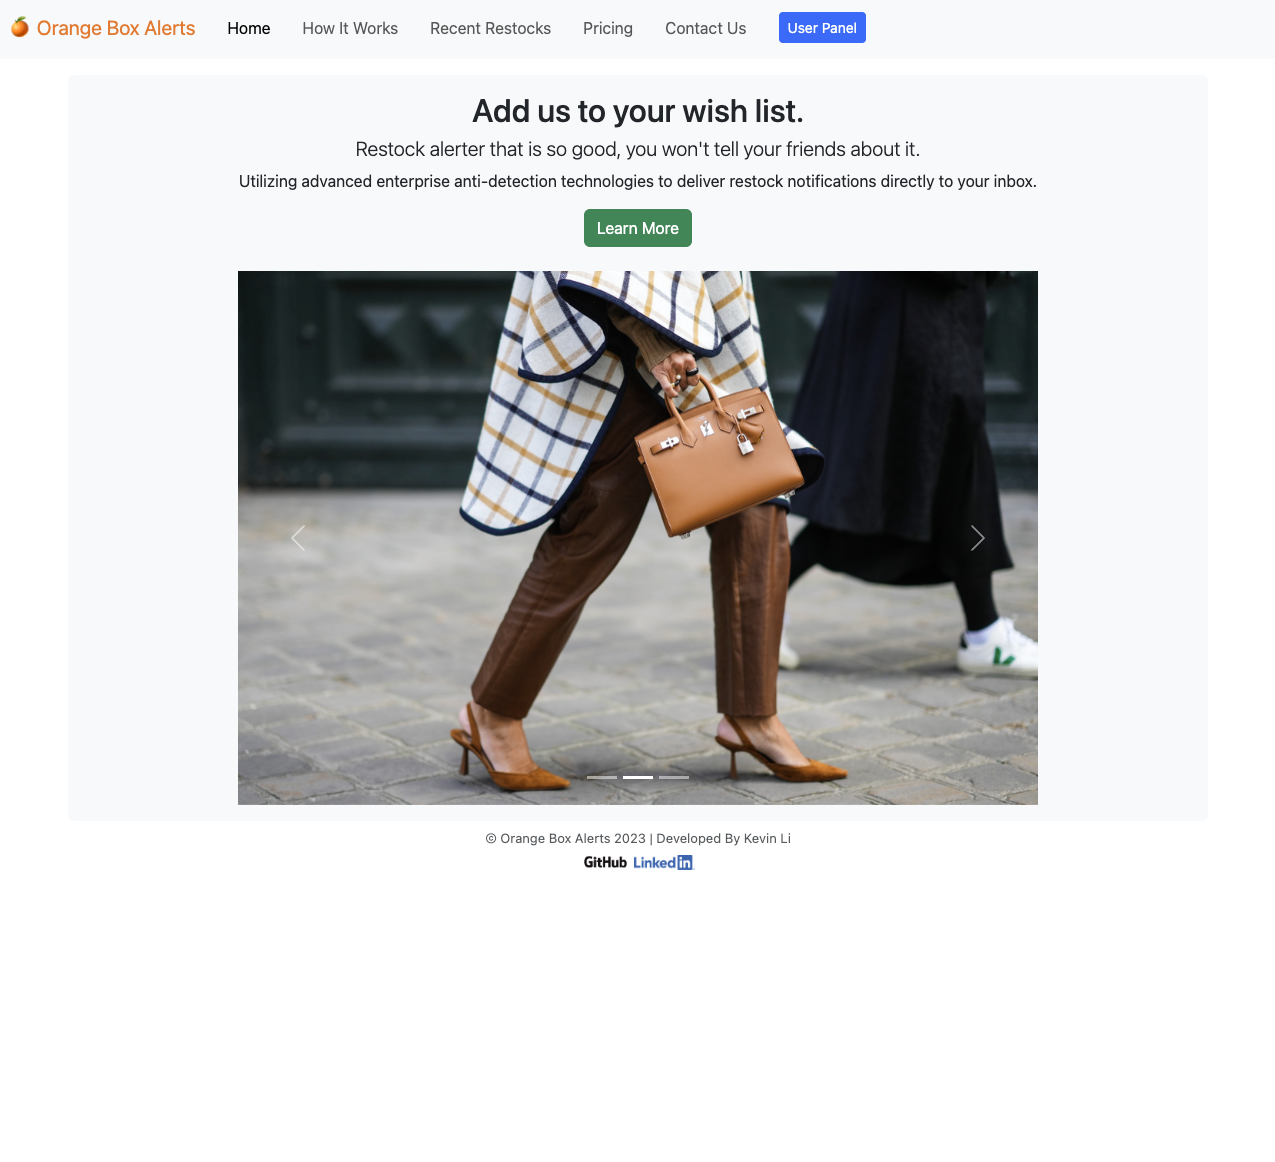 Orange Box Alerts Home How It Works Recent Restocks Pricing Contact Us User Panel
Add us to your wish list.
Restock alerter that is so good, you won't tell your friends about it.
Utilizing advanced enterprise anti-detection technologies to deliver restock notifications directly to your inbox.
Learn More
© Orange Box Alerts 2023 | Developed By Kevin Li
GitHub LinkedIn